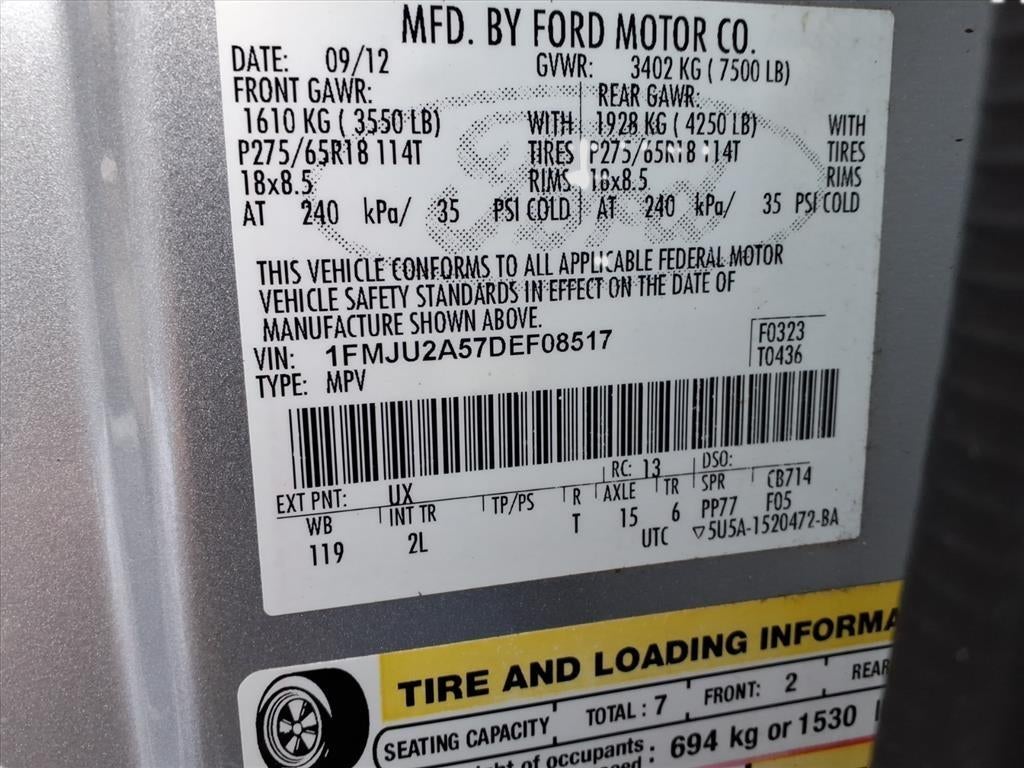 MFD. BY FORD MOTOR CO.
DATE: 09/12 GVWR: 3402 KG ( 7500 LB)
FRONT GAWR: REAR GAWR:
1610 KG ( 3550 LB) WITH 1928 KG ( 4250 LB) WITH
P275/65R18 114T TIRES P275/65R18 114T TIRES
18x8.5 RIMS 18x8.5 RIMS
AT 240 kPa/ 35 PSI COLD AT 240 kPa/ 35 PSI COLD
THIS VEHICLE CONFORMS TO ALL APPLICABLE FEDERAL MOTOR
VEHICLE SAFETY STANDARDS IN EFFECT ON THE DATE OF
MANUFACTURE SHOWN ABOVE.
VIN: 1FMJU2A57DEF08517 F0323
TYPE: MPV T0436
EXT PNT: UX RC: 13 DSO:
WB INT TR TP/PS R AXLE TR SPR CB714
119 2L T 15 6 PP77 F05
UTC ▽5U5A-1520472-BA
TIRE AND LOADING INFORMA
SEATING CAPACITY TOTAL : 7 FRONT: 2 REAR
of occupants : 694 kg or 1530